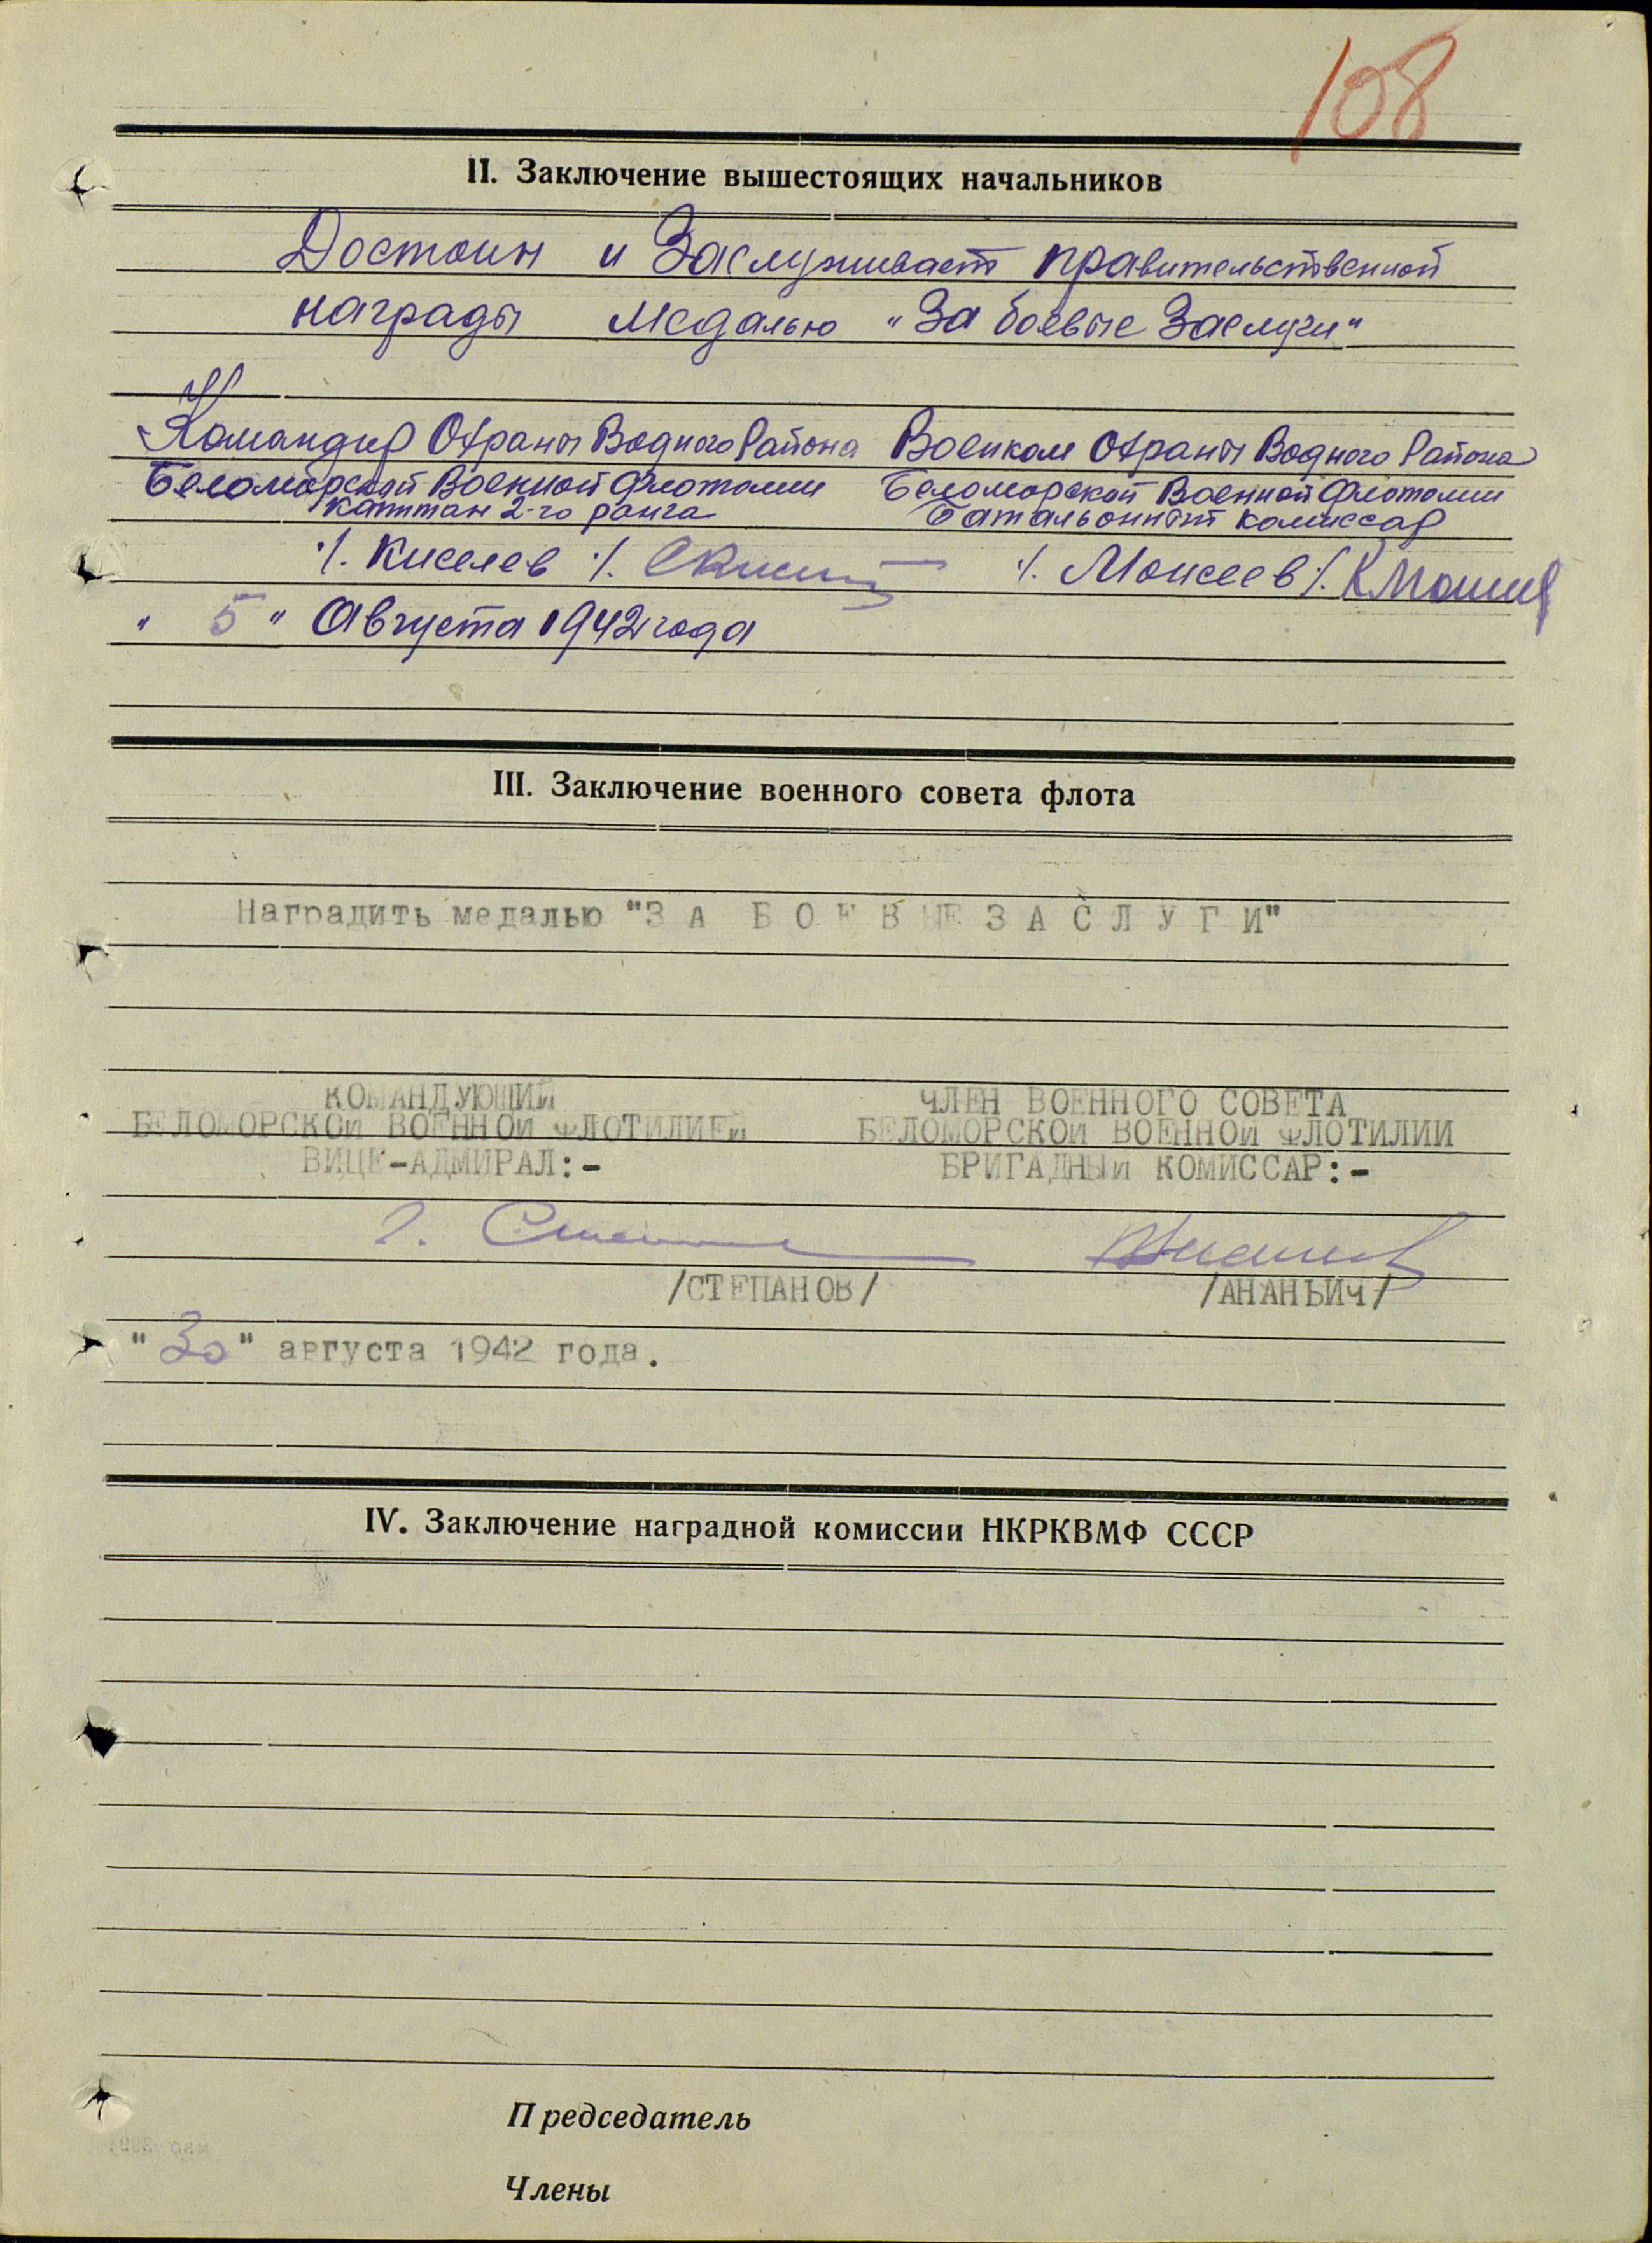 108
II. Заключение вышестоящих начальников
Достоин и Заслуживает правительственной
награды Медалью "За боевые Заслуги"
Командир Охраны Водного Района Военком Охраны Водного Района
Беломорской Военной Флотилии Беломорской Военной Флотилии
Капитан 2-го ранга Батальонный комиссар
/. Киселев /. /. Моисеев /.
" 5 " Августа 1942 года
III. Заключение военного совета флота
Наградить медалью "З А Б О Е В Ы Е З А С Л У Г И"
КОМАНДУЮЩИЙ ЧЛЕН ВОЕННОГО СОВЕТА
БЕЛОМОРСКОЙ ВОЕННОЙ ФЛОТИЛИЕЙ БЕЛОМОРСКОЙ ВОЕННОЙ ФЛОТИЛИИ
ВИЦЕ-АДМИРАЛ:- БРИГАДНЫЙ КОМИССАР:-
/СТЕПАНОВ/ /АНАНЬИЧ/
"30" августа 1942 года.
IV. Заключение наградной комиссии НКРКВМФ СССР
Председатель
Члены